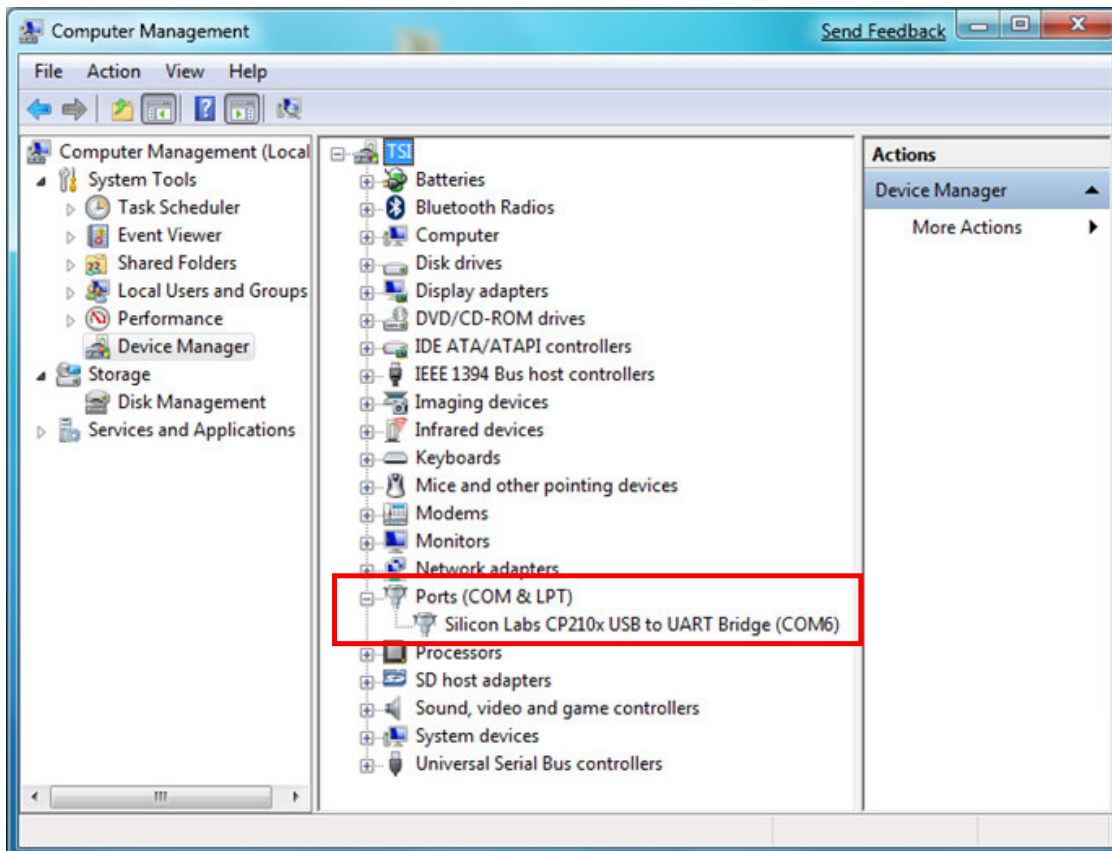 Computer Management
Send Feedback
File Action View Help
Computer Management (Local
System Tools
Task Scheduler
Event Viewer
Shared Folders
Local Users and Groups
Performance
Device Manager
Storage
Disk Management
Services and Applications
TSI
Batteries
Bluetooth Radios
Computer
Disk drives
Display adapters
DVD/CD-ROM drives
IDE ATA/ATAPI controllers
IEEE 1394 Bus host controllers
Imaging devices
Infrared devices
Keyboards
Mice and other pointing devices
Modems
Monitors
Network adapters
Ports (COM & LPT)
Silicon Labs CP210x USB to UART Bridge (COM6)
Processors
SD host adapters
Sound, video and game controllers
System devices
Universal Serial Bus controllers
Actions
Device Manager
More Actions